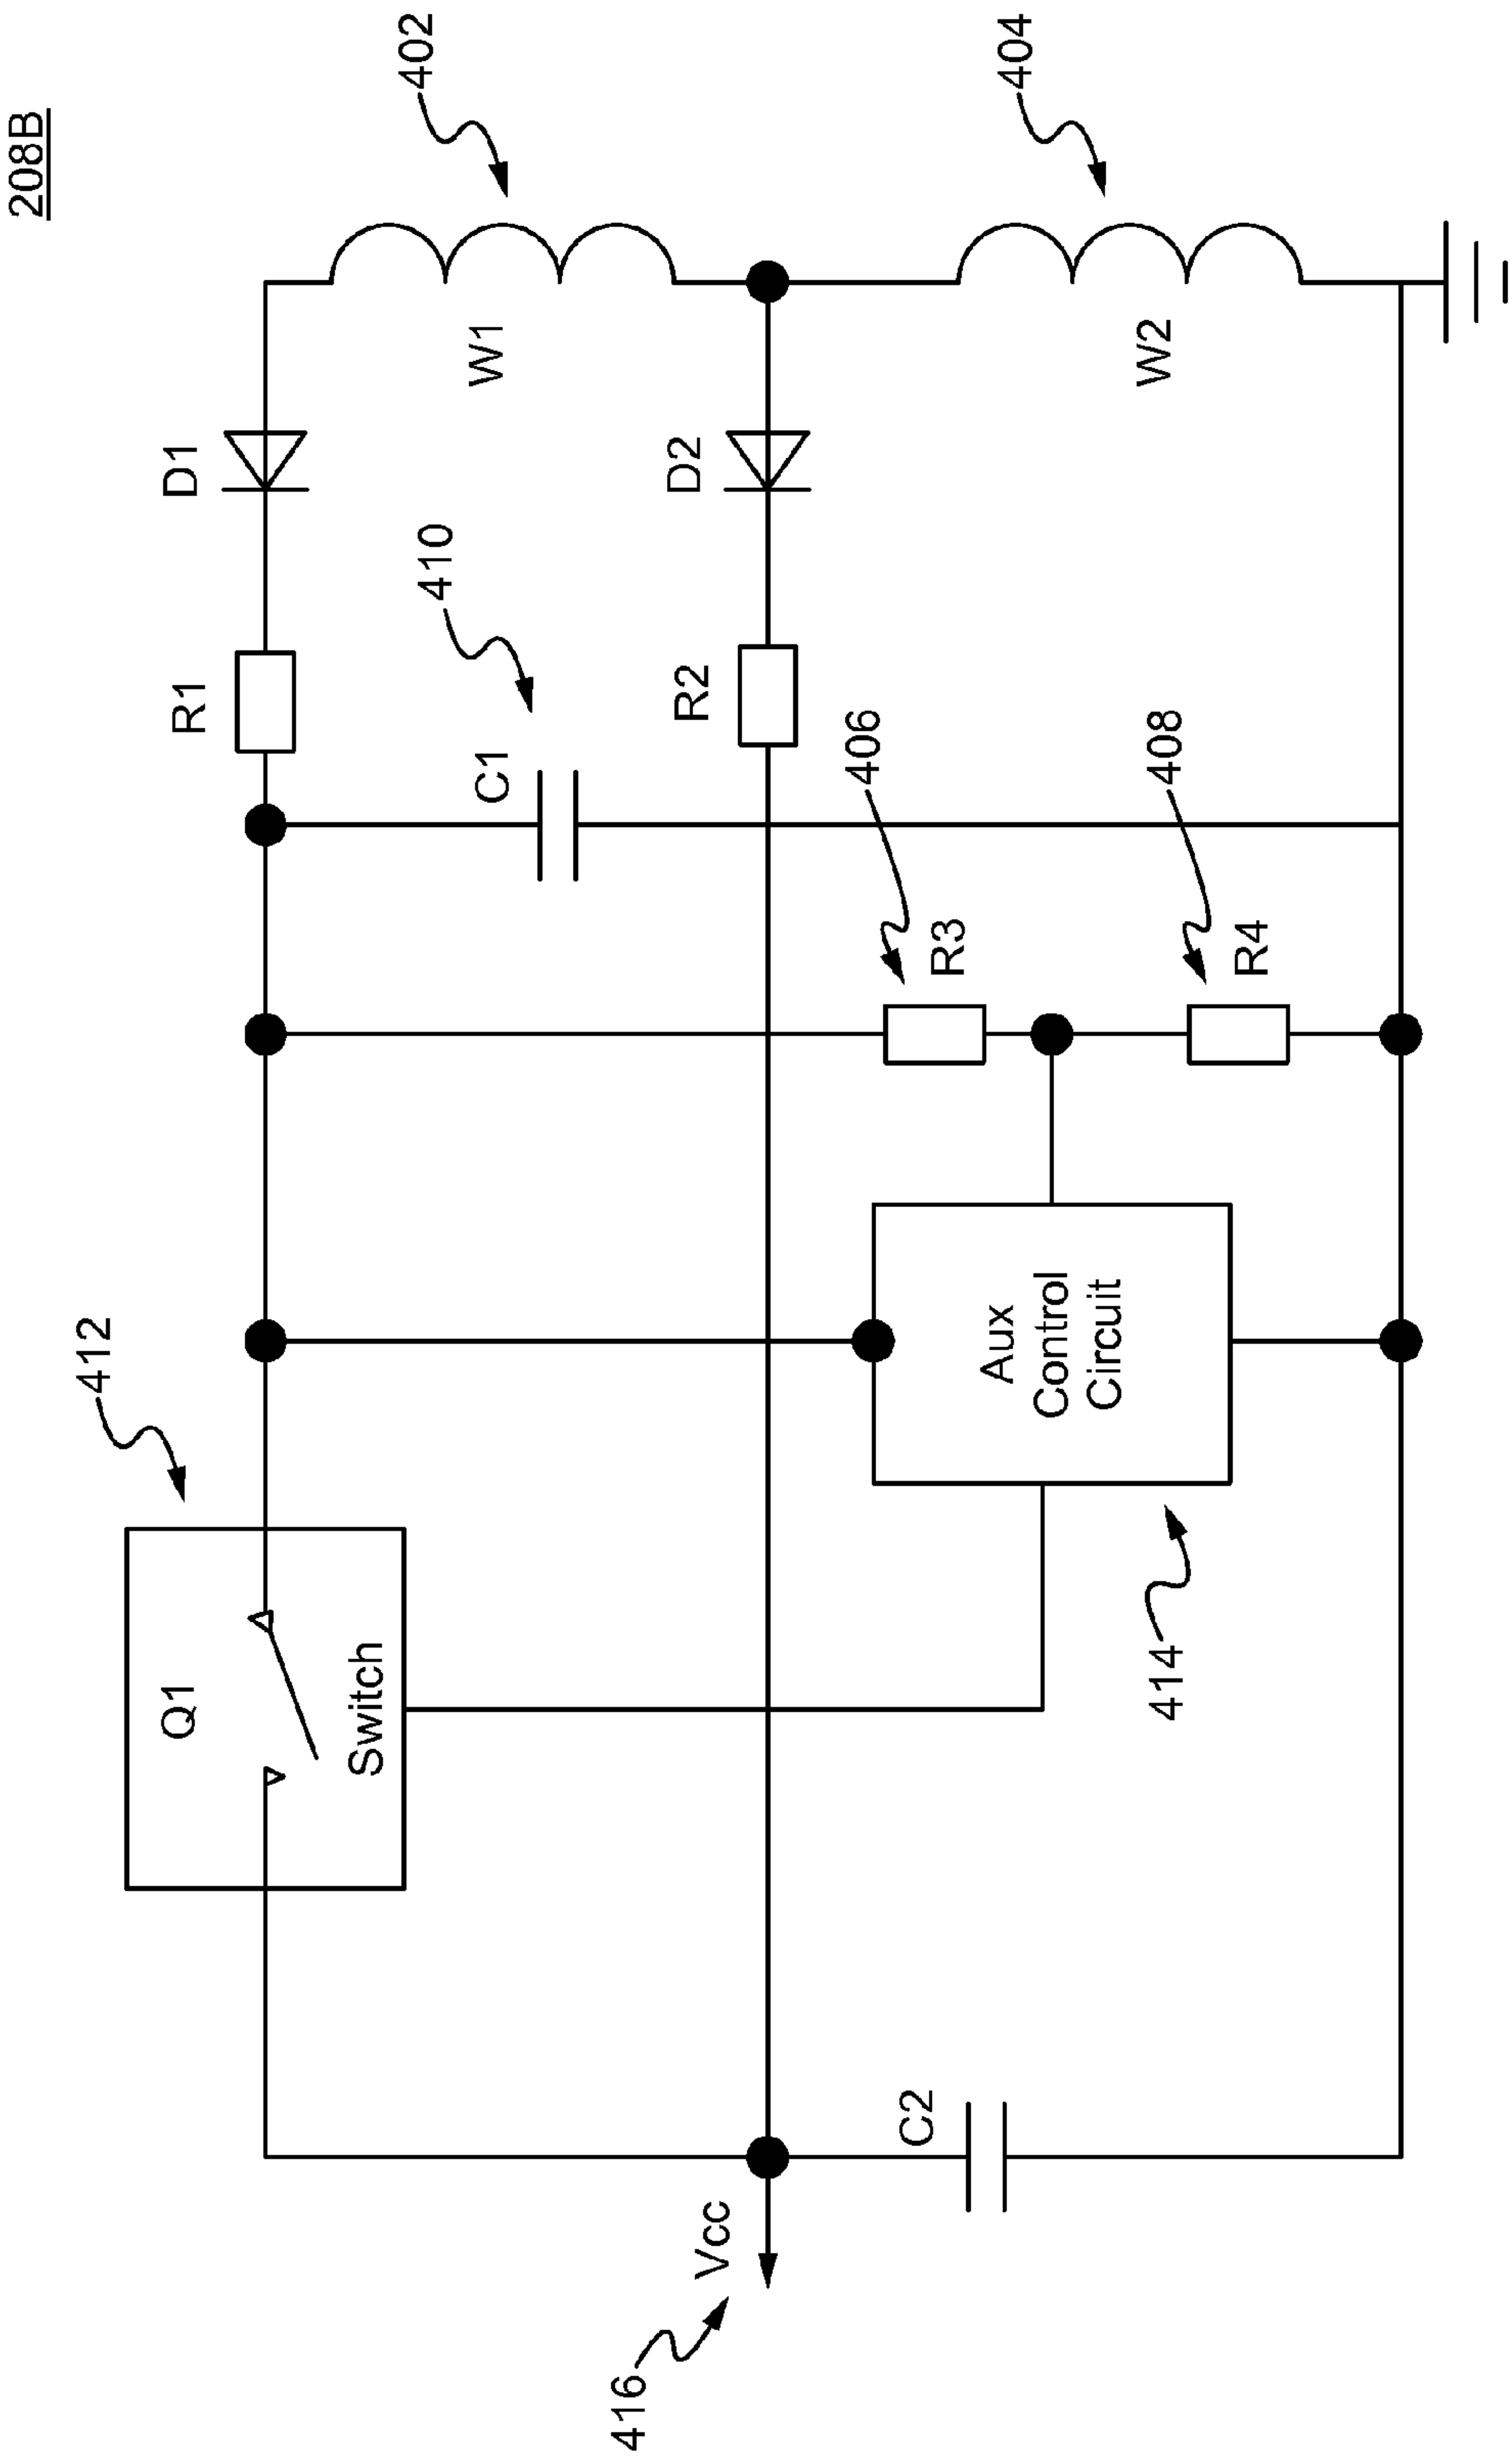 208B
402
404
W1
W2
D1
D2
410
R1
C1
R2
406
408
R3
R4
412
Aux
Control
Circuit
Q1
Switch
414
C2
Vcc
416